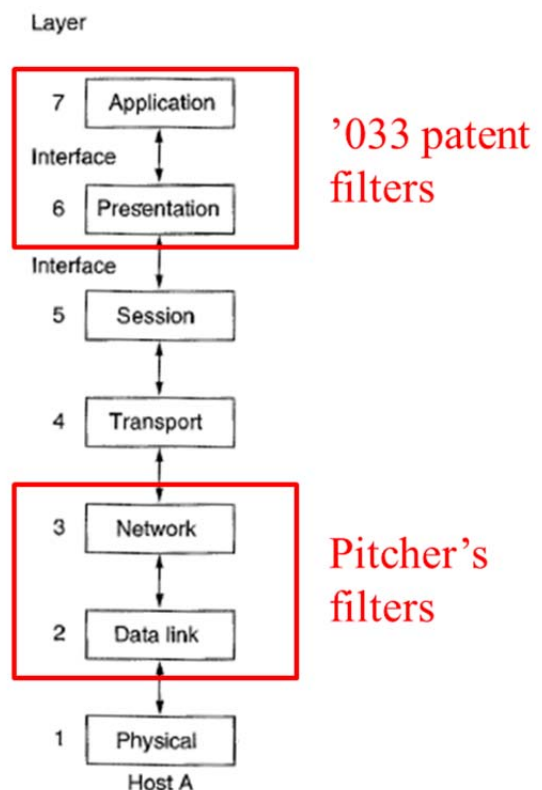 Layer
7 Application
Interface
6 Presentation
Interface
5 Session
4 Transport
3 Network
2 Data link
1 Physical
Host A
’033 patent
filters
Pitcher’s
filters